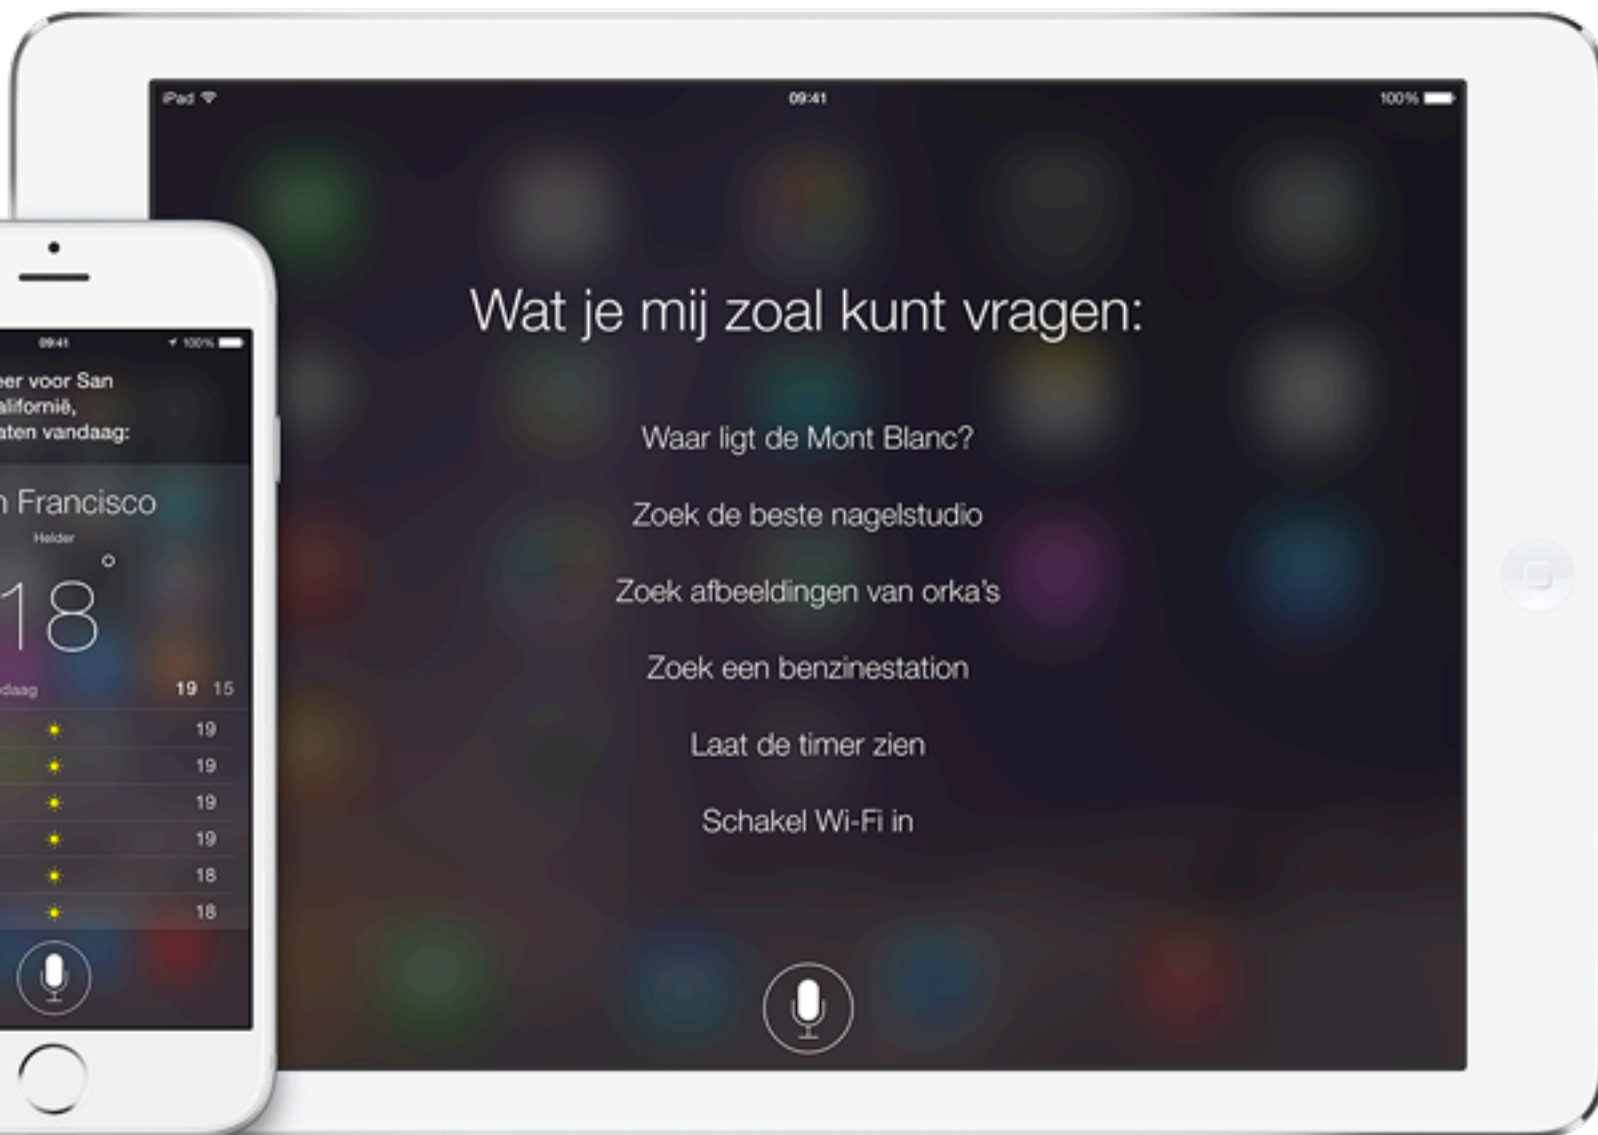 iPad
09:41
100%
Wat je mij zoal kunt vragen:
Waar ligt de Mont Blanc?
Zoek de beste nagelstudio
Zoek afbeeldingen van orka's
Zoek een benzinestation
Laat de timer zien
Schakel Wi-Fi in
09:41
100%
voor San
vandaag:
Francisco
Helder
18°
19 15
19
19
19
19
18
18